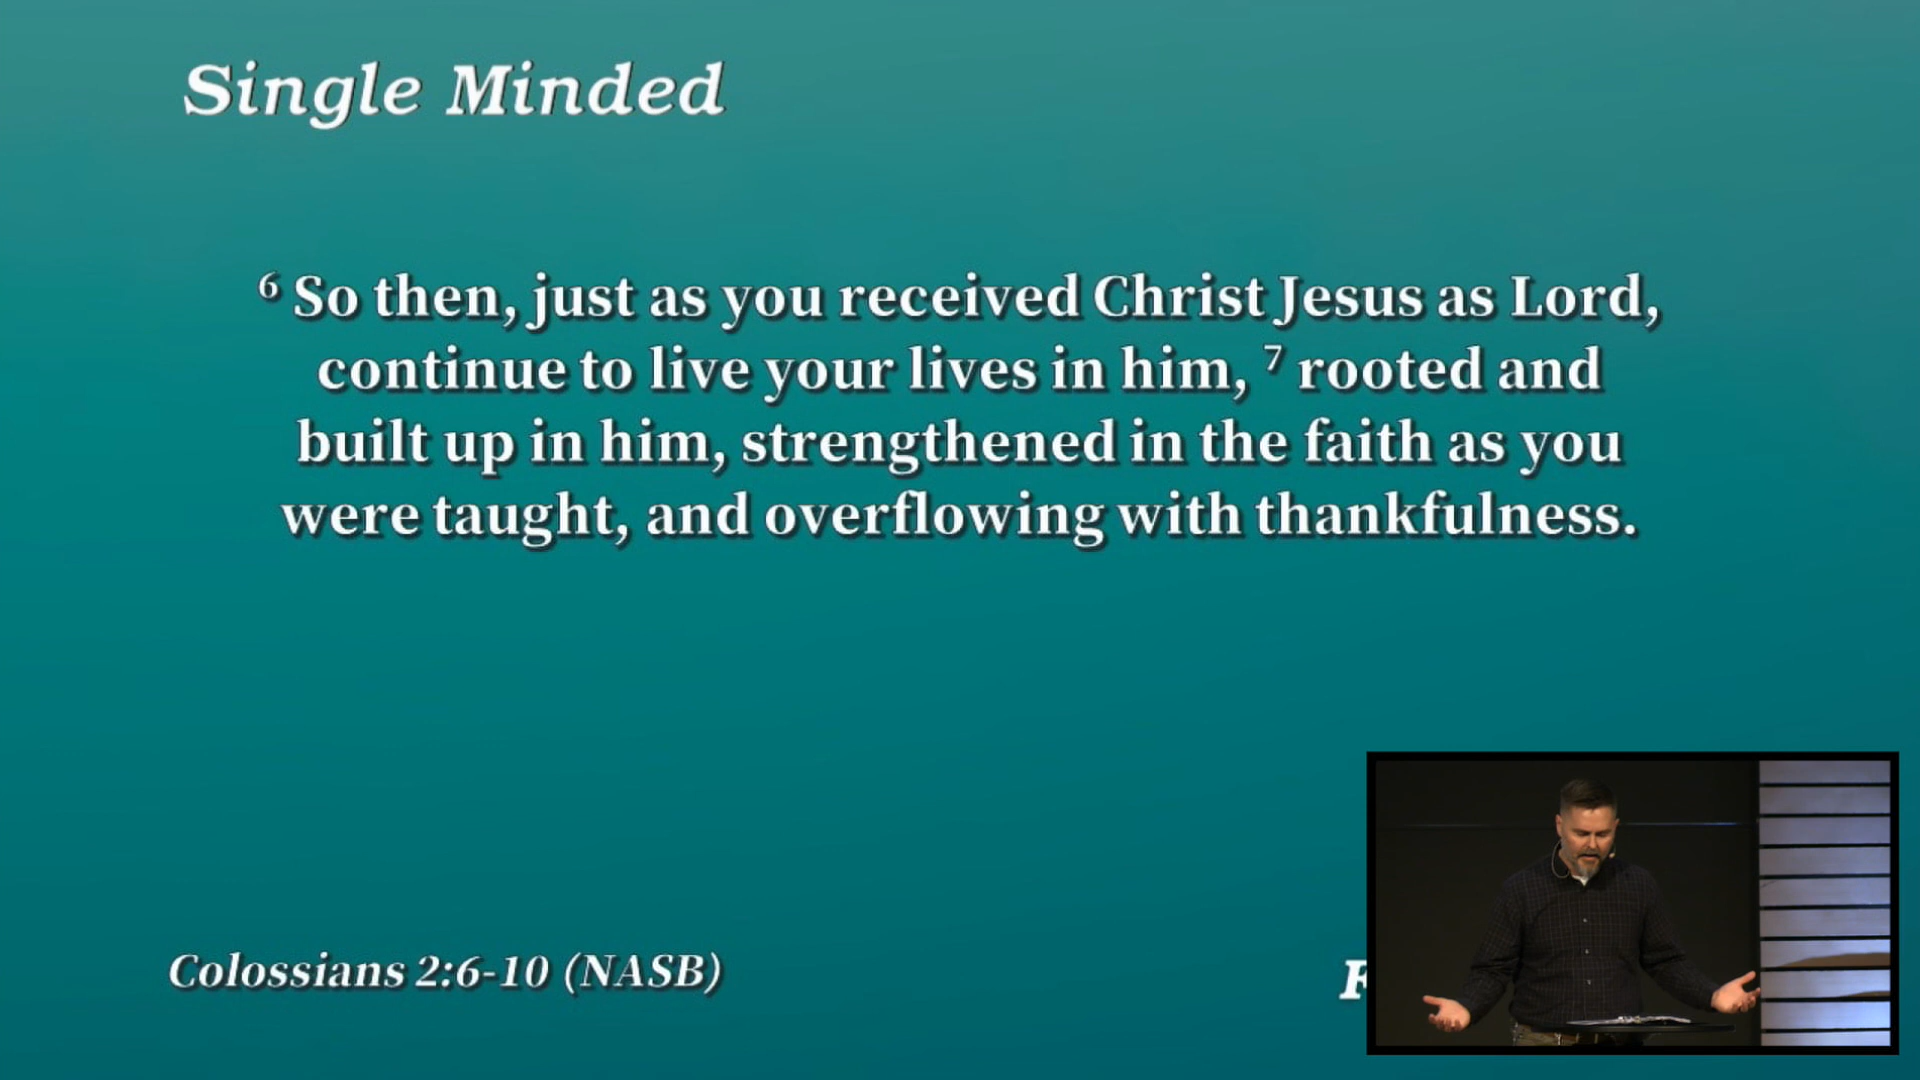 Single Minded
⁶ So then, just as you received Christ Jesus as Lord,
continue to live your lives in him, ⁷ rooted and
built up in him, strengthened in the faith as you
were taught, and overflowing with thankfulness.
Colossians 2:6-10 (NASB)